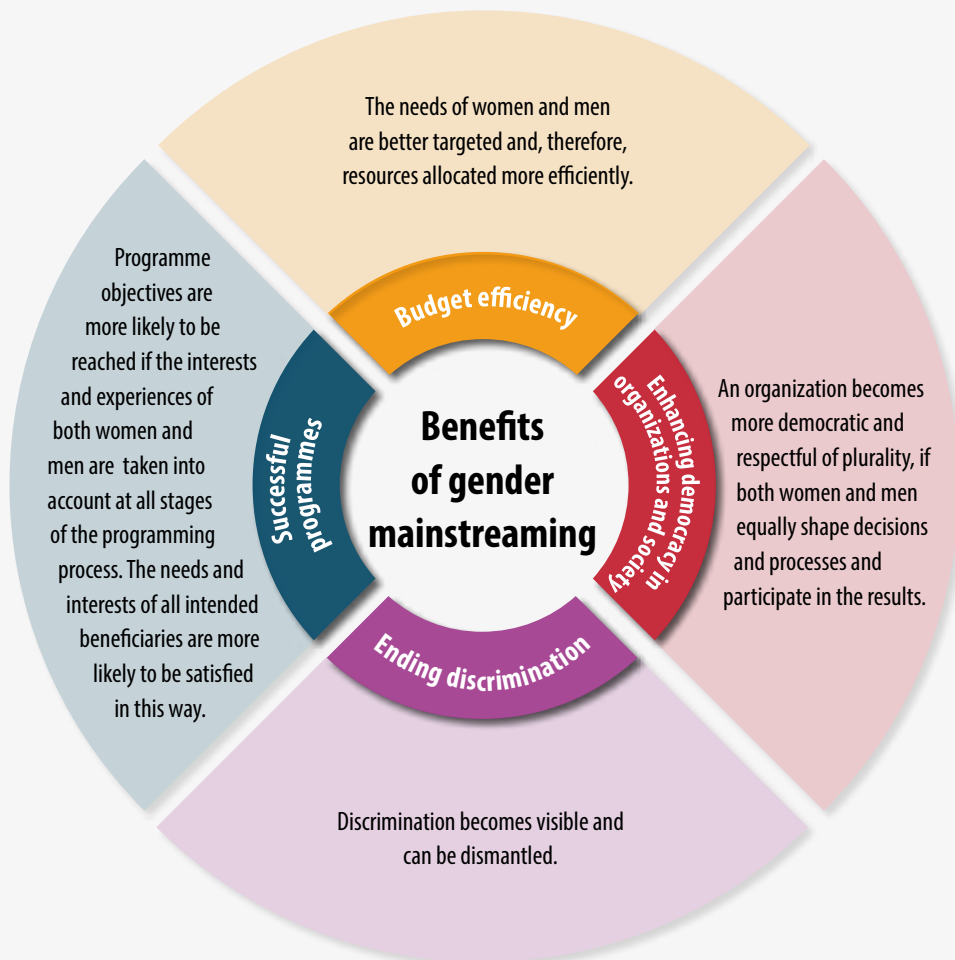 Benefits
of gender
mainstreaming
Budget efficiency
The needs of women and men
are better targeted and, therefore,
resources allocated more efficiently.
Enhancing democracy in
organizations and society
An organization becomes
more democratic and
respectful of plurality, if
both women and men
equally shape decisions
and processes and
participate in the results.
Ending discrimination
Discrimination becomes visible and
can be dismantled.
Successful
programmes
Programme
objectives are
more likely to be
reached if the interests
and experiences of
both women and
men are taken into
account at all stages
of the programming
process. The needs and
interests of all intended
beneficiaries are more
likely to be satisfied
in this way.